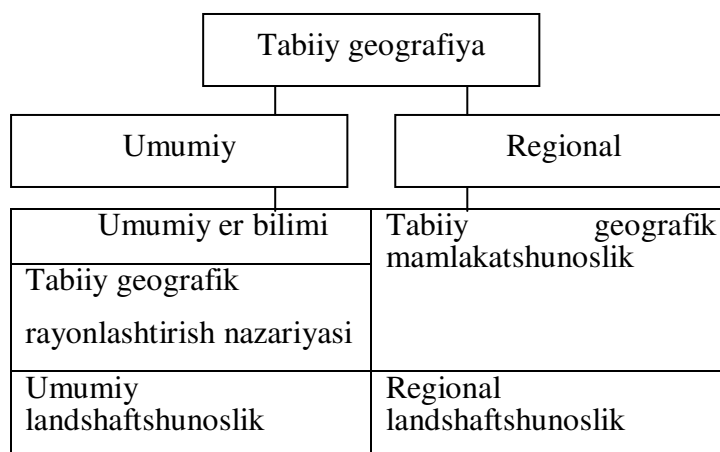 Tabiiy geografiya
Umumiy
Regional
Umumiy er bilimi
Tabiiy geografik
mamlakatshunoslik
Tabiiy geografik
rayonlashtirish nazariyasi
Umumiy
landshaftshunoslik
Regional
landshaftshunoslik